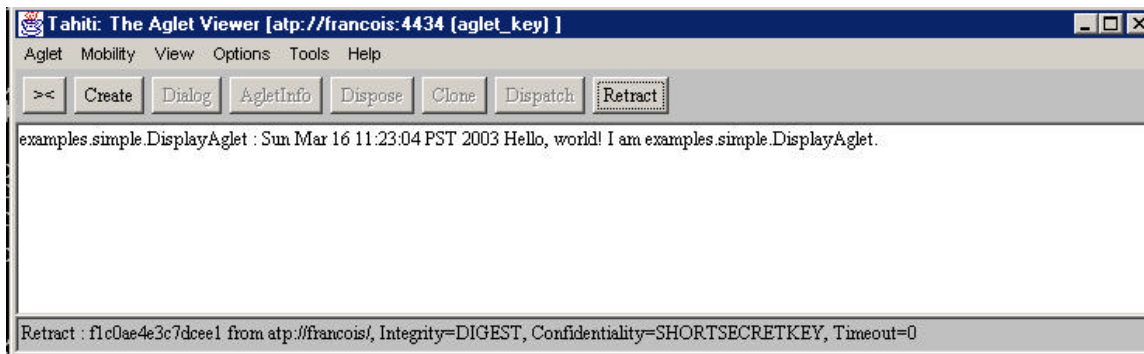 Tahiti: The Aglet Viewer [atp://francois:4434 (aglet_key) ]
Aglet Mobility View Options Tools Help
>< Create Dialog AgletInfo Dispose Clone Dispatch Retract
examples.simple.DisplayAglet : Sun Mar 16 11:23:04 PST 2003 Hello, world! I am examples.simple.DisplayAglet.
Retract : f1c0ae4e3c7dcee1 from atp://francois/, Integrity=DIGEST, Confidentiality=SHORTSECRETKEY, Timeout=0